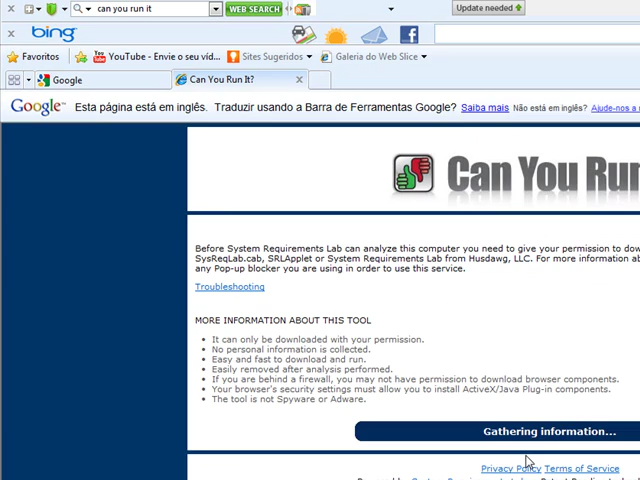 can you run it WEB SEARCH Update needed
bing
Favoritos YouTube - Envie o seu víd... Sites Sugeridos Galeria do Web Slice
Google Can You Run It?
Google Esta página está em inglês. Traduzir usando a Barra de Ferramentas Google? Saiba mais Não está em inglês? Ajude-nos a
Can You Run
Before System Requirements Lab can analyze this computer you need to give your permission to dow
SysReqLab.cab, SRLApplet or System Requirements Lab from Husdawg, LLC. For more information a
any Pop-up blocker you are using in order to use this service.
Troubleshooting
MORE INFORMATION ABOUT THIS TOOL
It can only be downloaded with your permission.
No personal information is collected.
Easy and fast to download and run.
Easily removed after analysis performed.
If you are behind a firewall, you may not have permission to download browser components.
Your browser's security settings must allow you to install ActiveX/Java Plug-in components.
The tool is not Spyware or Adware.
Gathering information...
Privacy Policy Terms of Service